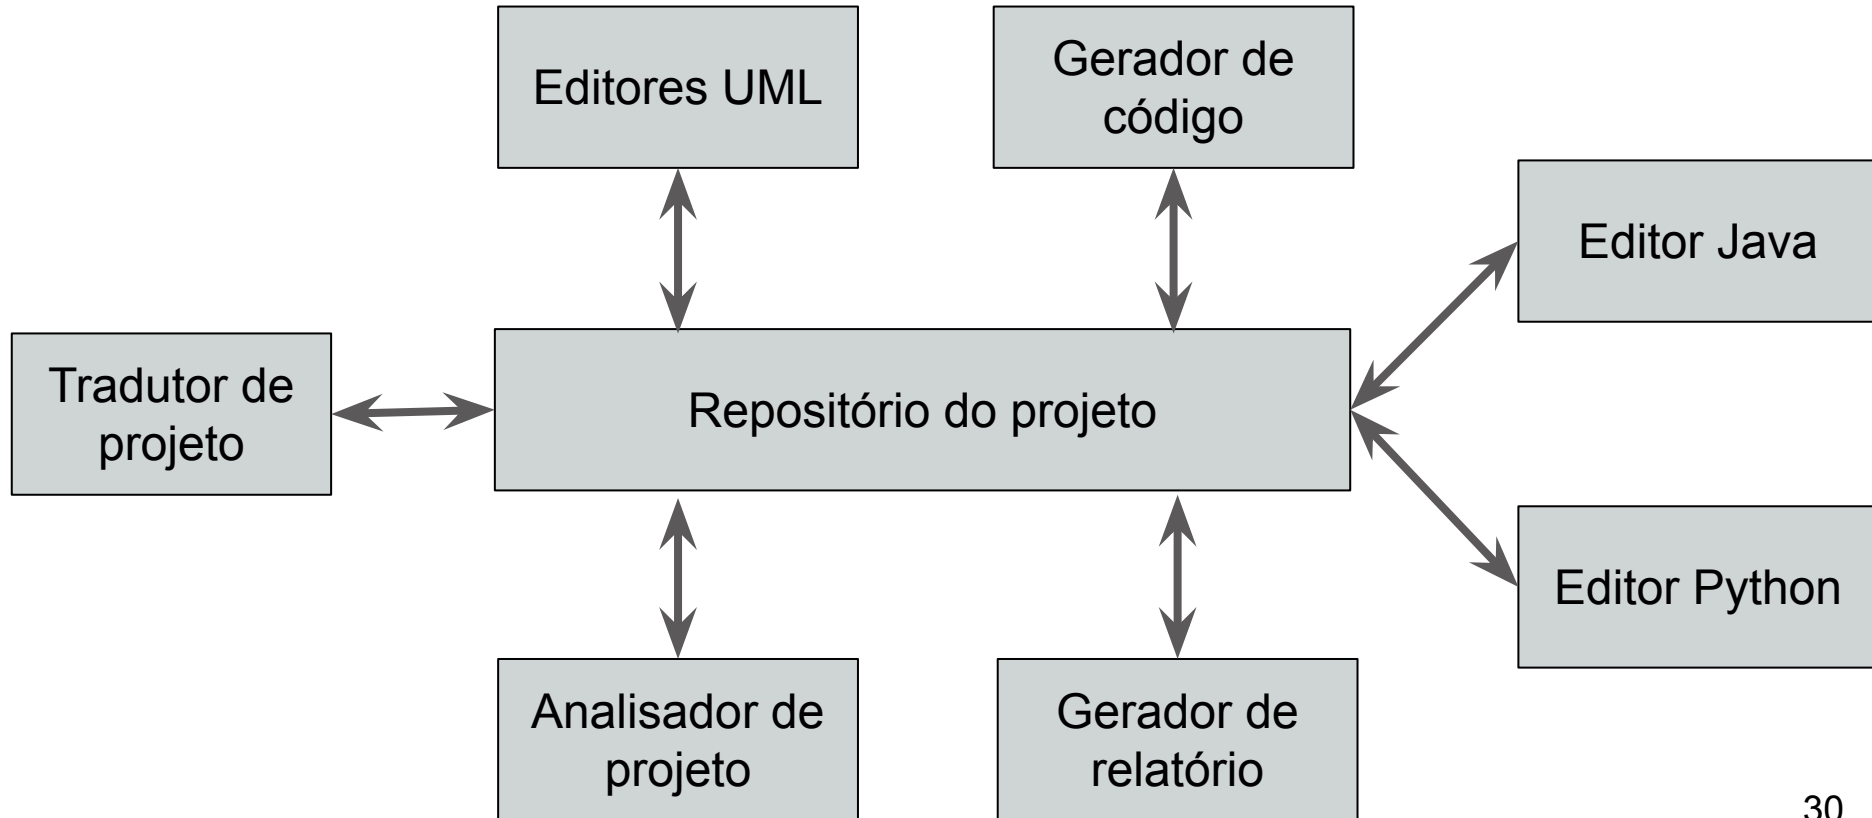 Editores UML
Gerador de
código
Editor Java
Tradutor de
projeto
Repositório do projeto
Editor Python
Analisador de
projeto
Gerador de
relatório
30